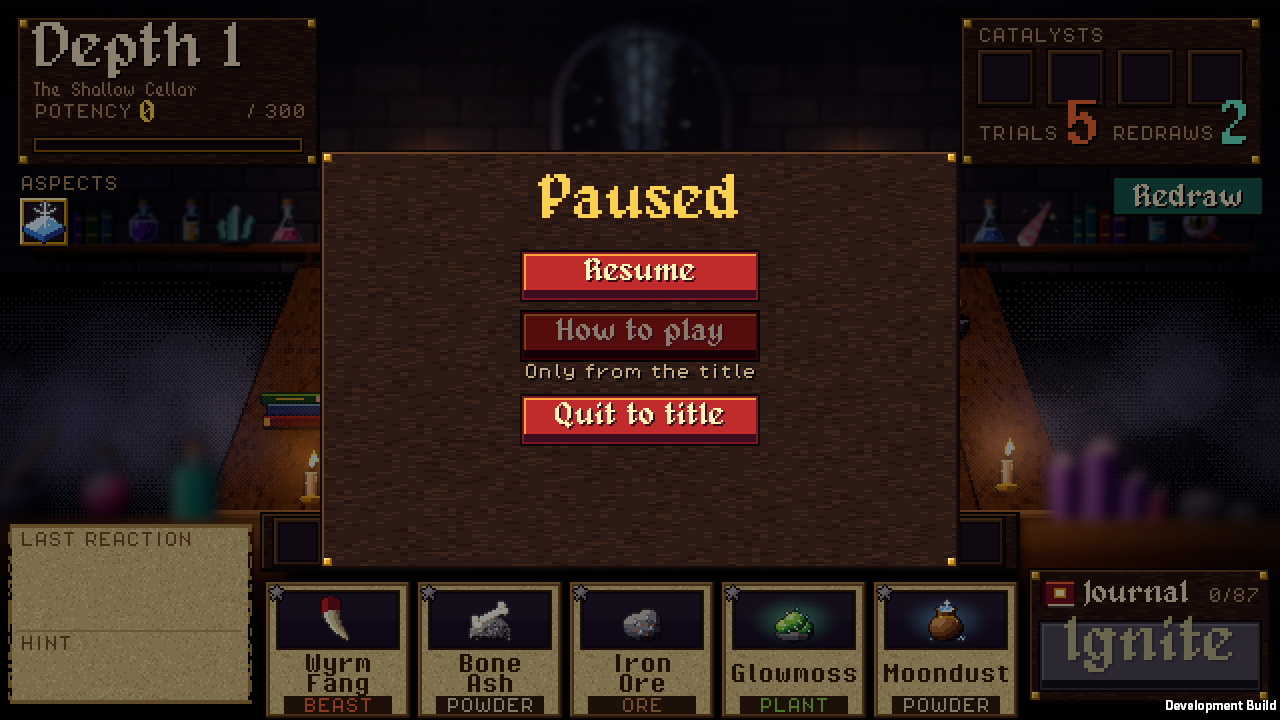 Depth 1
The Shallow Cellar
POTENCY 0 / 300
ASPECTS
CATALYSTS
TRIALS 5 REDRAWS 2
Redraw
Paused
Resume
How to play
Only from the title
Quit to title
LAST REACTION
HINT
Wyrm
Fang
BEAST
Bone
Ash
POWDER
Iron
Ore
ORE
Glowmoss
PLANT
Moondust
POWDER
Journal 0/87
Ignite
Development Build